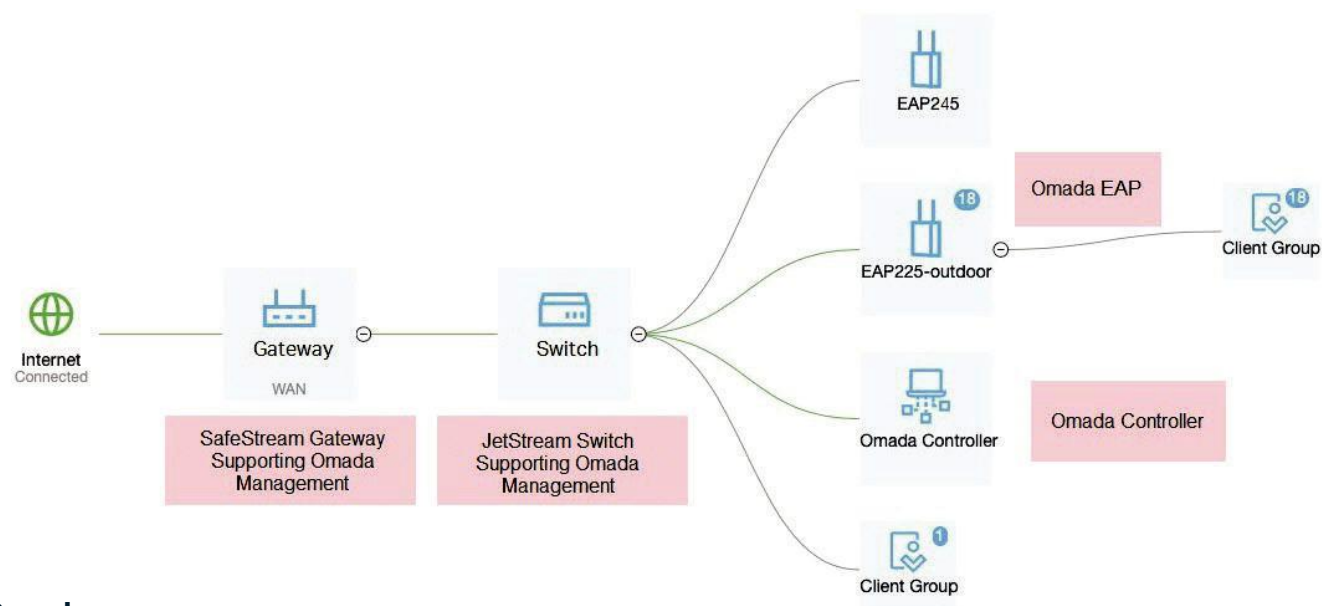 EAP245
Omada EAP
18
EAP225-outdoor
18
Client Group
Internet
Connected
Gateway
WAN
Switch
SafeStream Gateway
Supporting Omada
Management
JetStream Switch
Supporting Omada
Management
Omada Controller
Omada Controller
1
Client Group